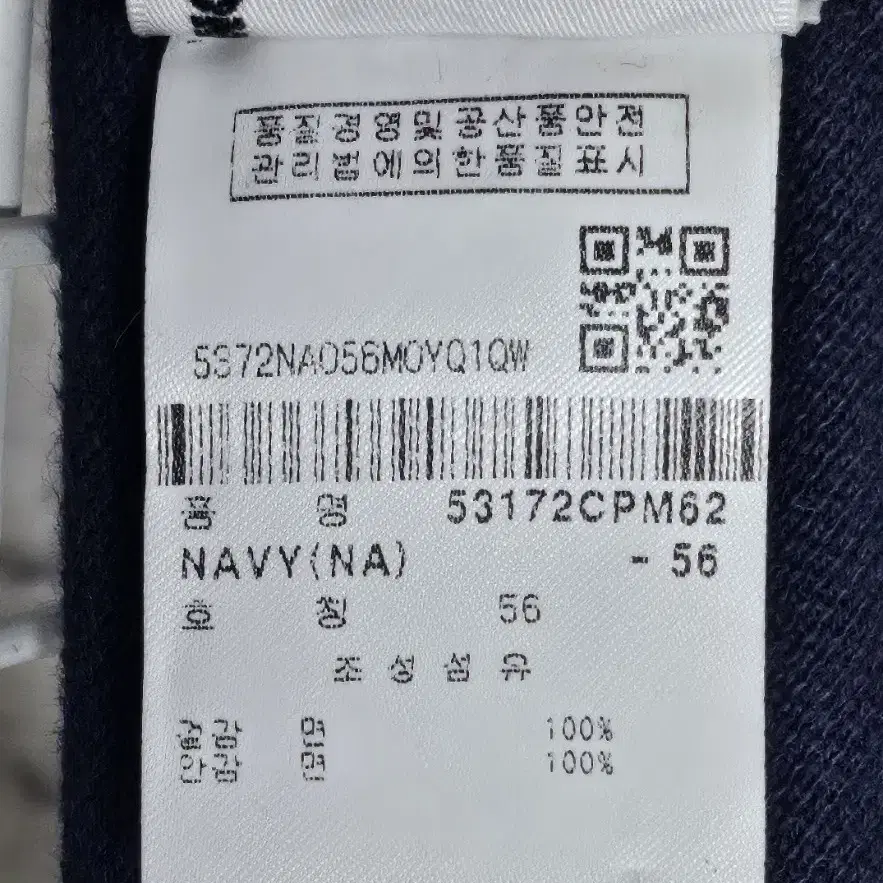 품질경영및공산품안전
관리법에의한품질표시
5372NA056M0YQ1QW
품 명 53172CPM62
NAVY(NA) - 56
호 칭 56
조성섬유
겉감 면 100%
안감 면 100%